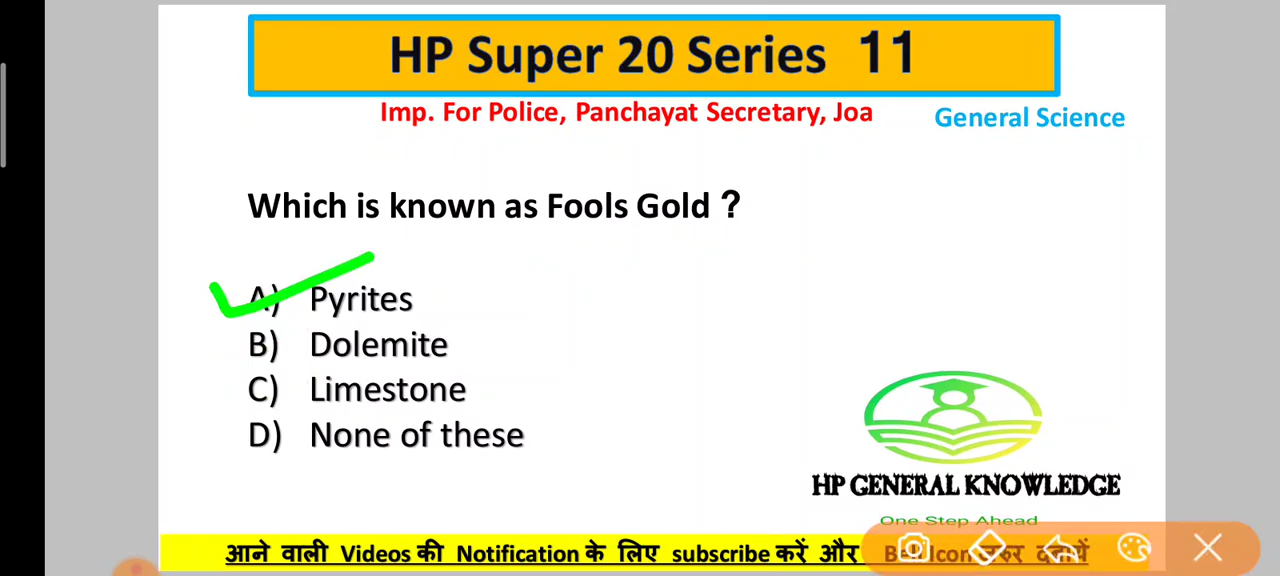 HP Super 20 Series 11
Imp. For Police, Panchayat Secretary, Joa
General Science
Which is known as Fools Gold ?
A) Pyrites
B) Dolemite
C) Limestone
D) None of these
HP GENERAL KNOWLEDGE
One Step Ahead
आने वाली Videos की Notification के लिए subscribe करें और